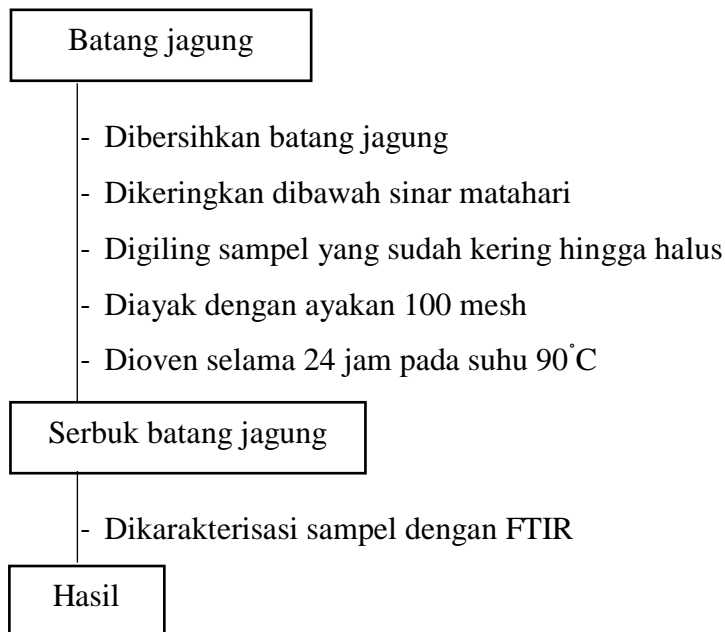 Batang jagung
- Dibersihkan batang jagung
- Dikeringkan dibawah sinar matahari
- Digiling sampel yang sudah kering hingga halus
- Diayak dengan ayakan 100 mesh
- Dioven selama 24 jam pada suhu 90°C
Serbuk batang jagung
- Dikarakterisasi sampel dengan FTIR
Hasil